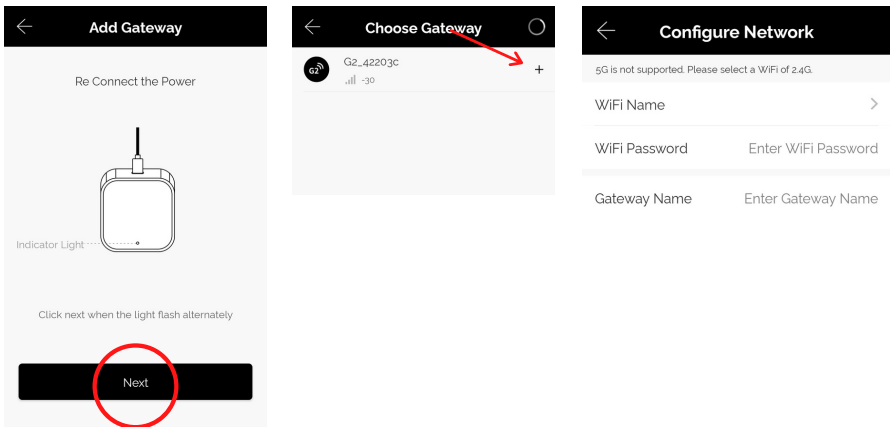 Add Gateway
Re Connect the Power
Indicator Light
Click next when the light flash alternately
Next
Choose Gateway
G2
G2_42203c
-30
+
Configure Network
5G is not supported. Please select a WiFi of 2.4G.
WiFi Name
WiFi Password Enter WiFi Password
Gateway Name Enter Gateway Name